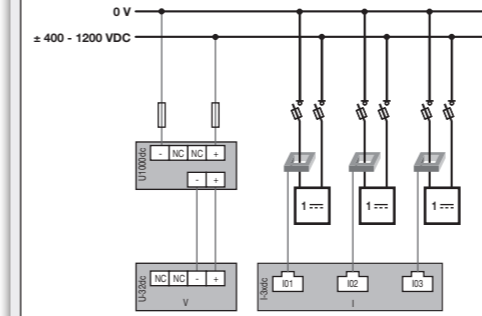 0 V
± 400 - 1200 VDC
U1000dc
- NC NC +
- +
1 1 1
U-32dc
NC NC - +
V
I-3xdc
I01 I02 I03
I